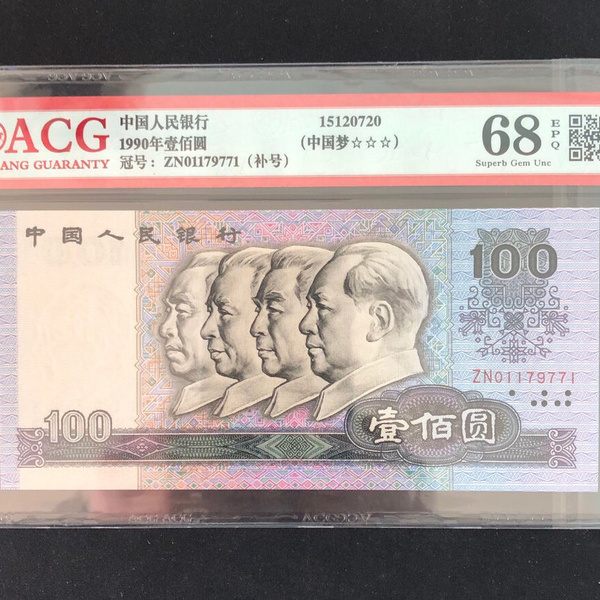 ACG
ANG GUARANTY
中国人民银行
1990年壹佰圆
冠号: ZN01179771 (补号)
15120720
(中国梦☆☆☆)
68
EPQ
Superb Gem Unc
中国人民银行
100
ZN01179771
100
壹佰圆